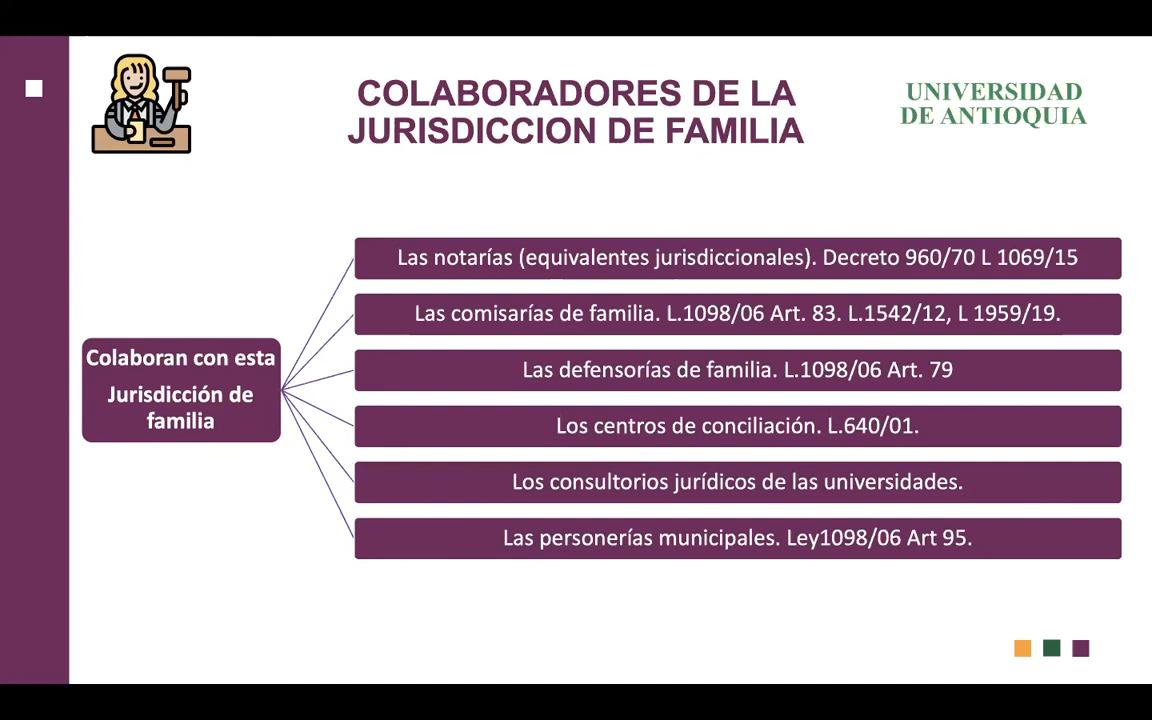 COLABORADORES DE LA
JURISDICCION DE FAMILIA
UNIVERSIDAD
DE ANTIOQUIA
Colaboran con esta
Jurisdicción de
familia
Las notarías (equivalentes jurisdiccionales). Decreto 960/70 L 1069/15
Las comisarías de familia. L.1098/06 Art. 83. L.1542/12, L 1959/19.
Las defensorías de familia. L.1098/06 Art. 79
Los centros de conciliación. L.640/01.
Los consultorios jurídicos de las universidades.
Las personerías municipales. Ley1098/06 Art 95.